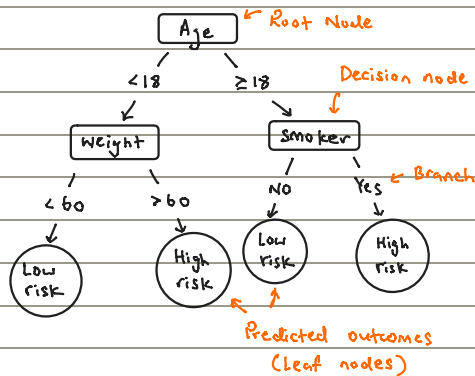 Age
Root Node
<18
≥18
Decision node
Weight
Smoker
<60
>60
NO
Yes
Branch
Low
risk
High
risk
Low
risk
High
risk
Predicted outcomes
(Leaf nodes)